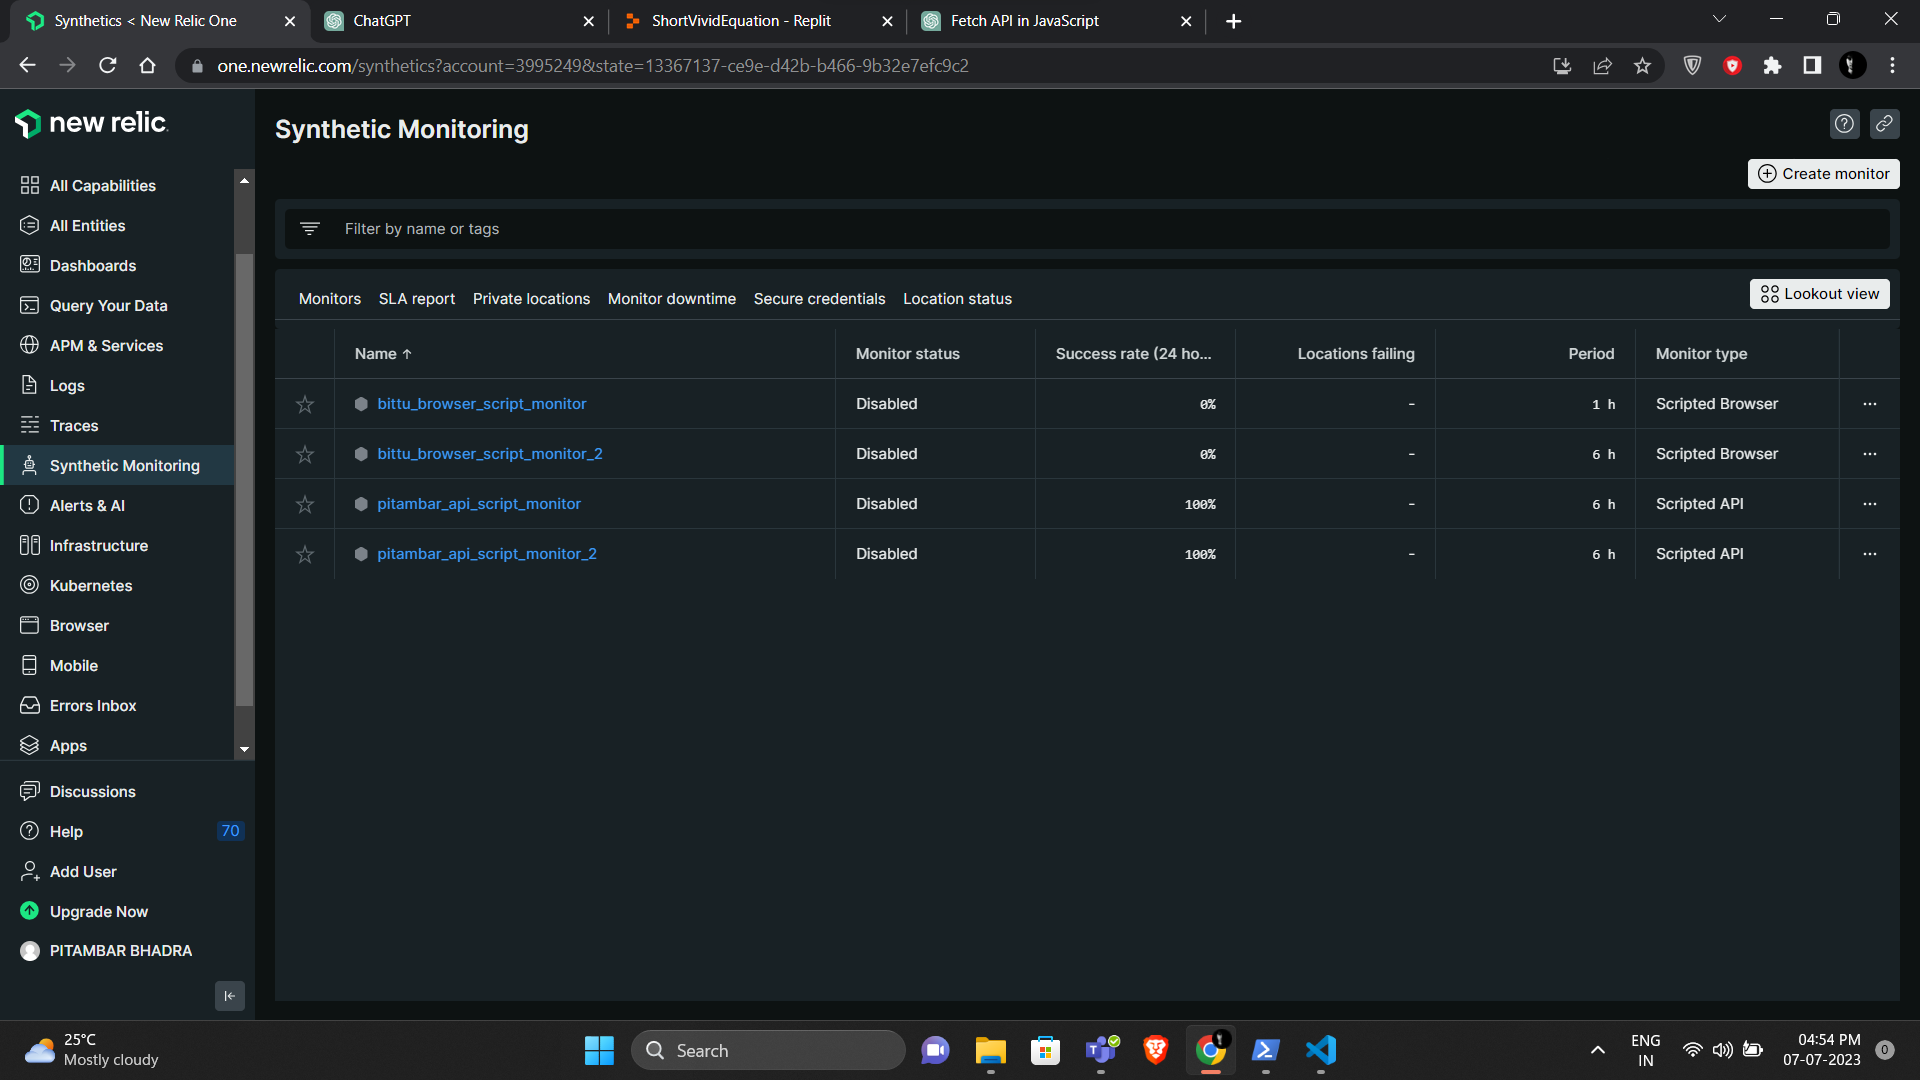 Synthetics < New Relic One
ChatGPT
ShortVividEquation - Replit
Fetch API in JavaScript
one.newrelic.com/synthetics?account=3995249&state=13367137-ce9e-d42b-b466-9b32e7efc9c2
new relic.
All Capabilities
All Entities
Dashboards
Query Your Data
APM & Services
Logs
Traces
Synthetic Monitoring
Alerts & AI
Infrastructure
Kubernetes
Browser
Mobile
Errors Inbox
Apps
Discussions
Help 70
Add User
Upgrade Now
PITAMBAR BHADRA
Synthetic Monitoring
Create monitor
Filter by name or tags
Monitors SLA report Private locations Monitor downtime Secure credentials Location status
Lookout view
Name ↑ Monitor status Success rate (24 ho... Locations failing Period Monitor type
bittu_browser_script_monitor Disabled 0% - 1 h Scripted Browser ...
bittu_browser_script_monitor_2 Disabled 0% - 6 h Scripted Browser ...
pitambar_api_script_monitor Disabled 100% - 6 h Scripted API ...
pitambar_api_script_monitor_2 Disabled 100% - 6 h Scripted API ...
25°C
Mostly cloudy
Search
ENG
IN
04:54 PM
07-07-2023
0